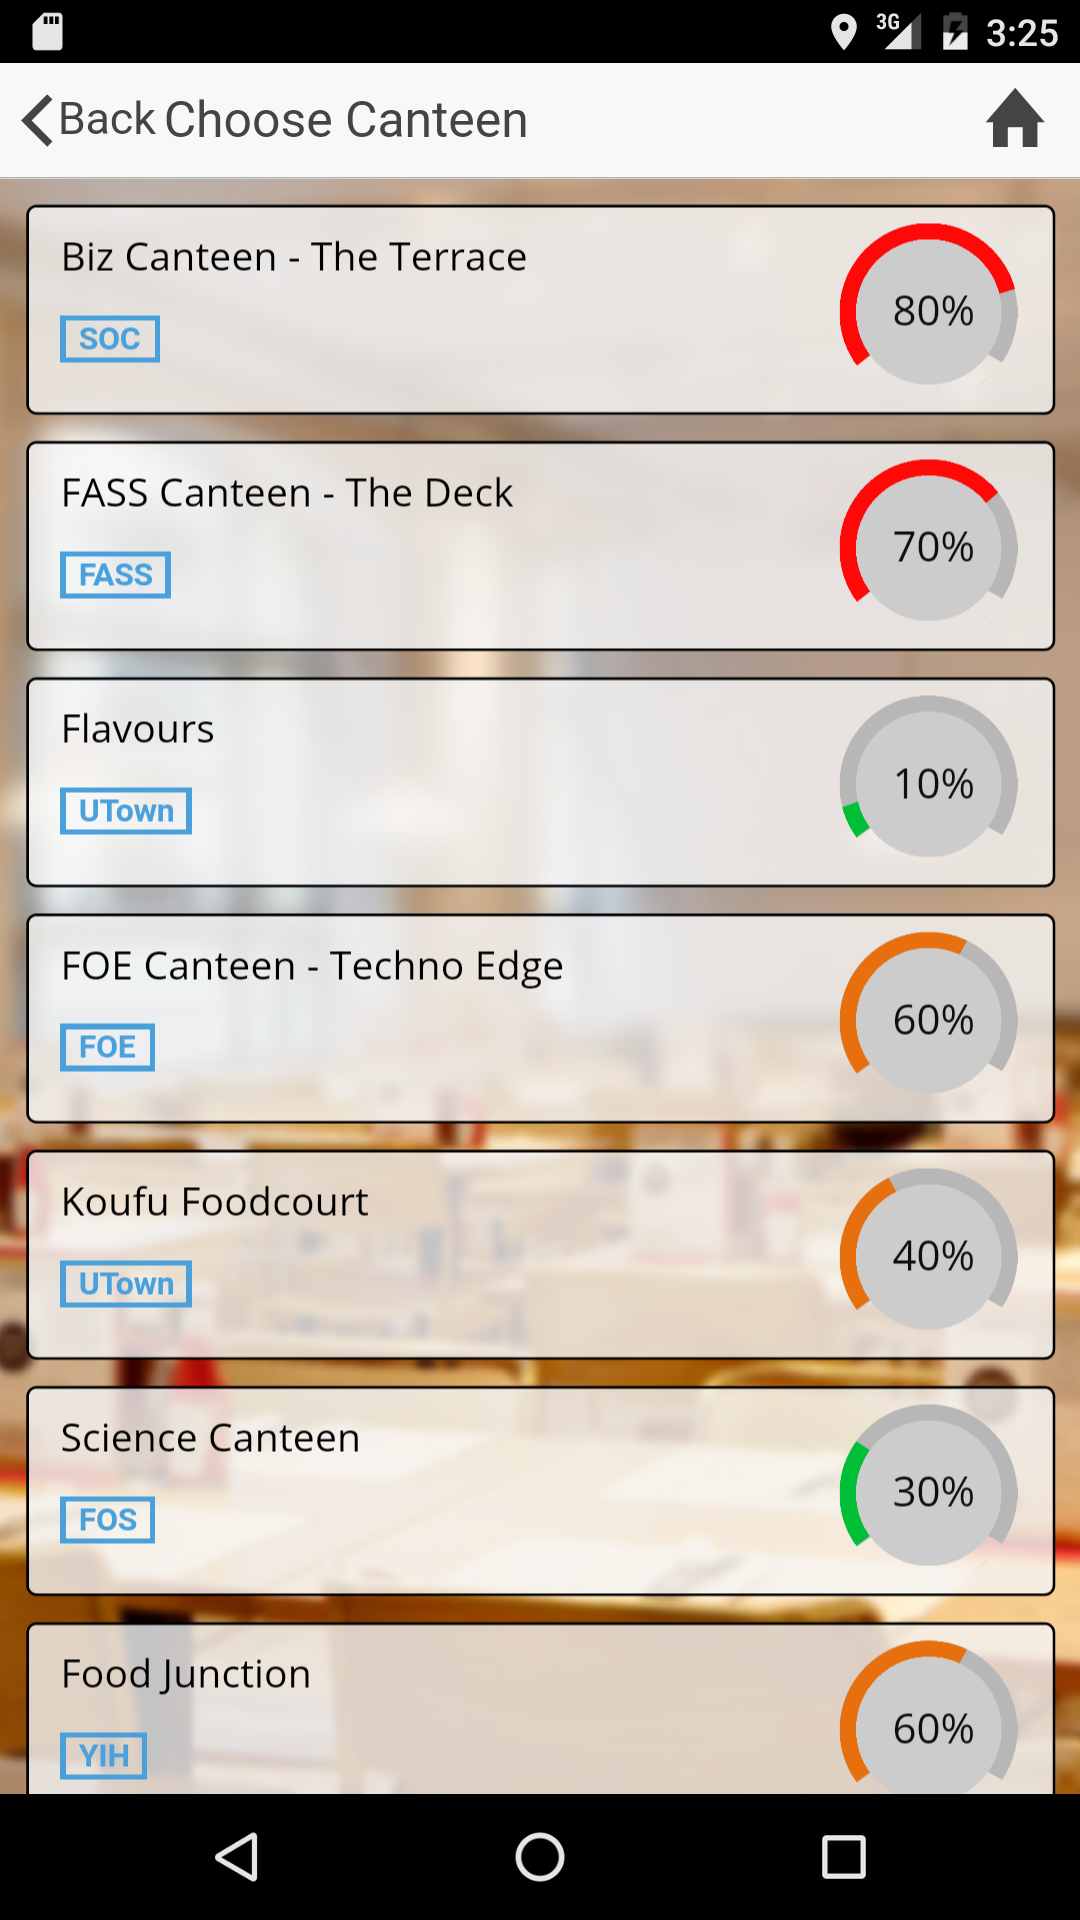 3G 3:25
Back Choose Canteen
Biz Canteen - The Terrace
SOC
80%
FASS Canteen - The Deck
FASS
70%
Flavours
UTown
10%
FOE Canteen - Techno Edge
FOE
60%
Koufu Foodcourt
UTown
40%
Science Canteen
FOS
30%
Food Junction
YIH
60%